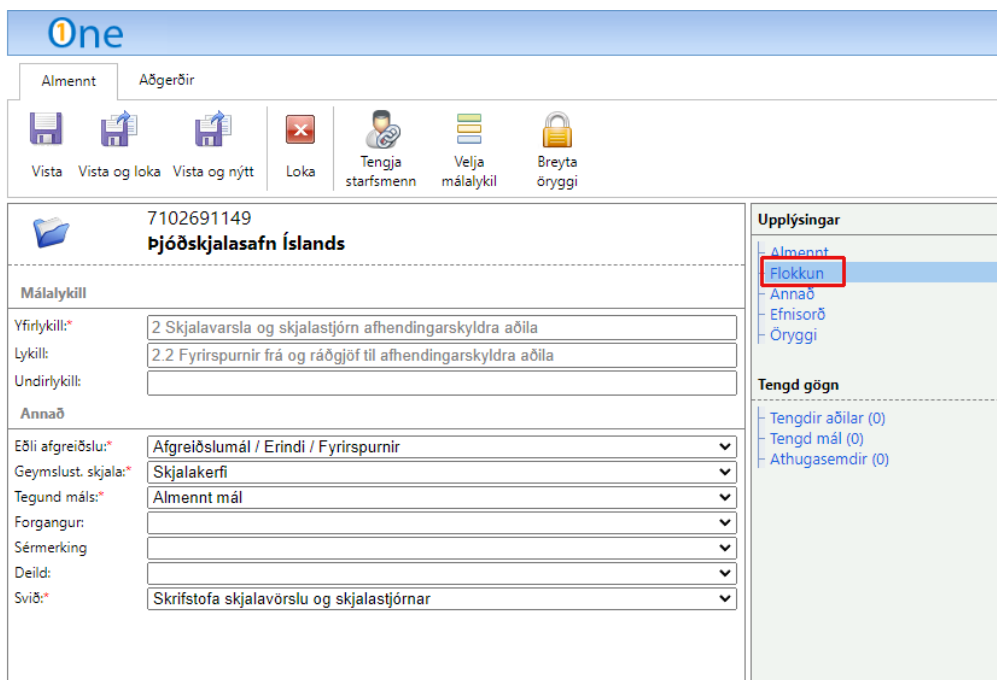 One
Almennt Aðgerðir
Vista Vista og loka Vista og nýtt Loka Tengja starfsmenn Velja málalykil Breyta öryggi
7102691149
Þjóðskjalasafn Íslands
Málalykill
Yfirlykill:* 2 Skjalavarsla og skjalastjórn afhendingarskyldra aðila
Lykill: 2.2 Fyrirspurnir frá og ráðgjöf til afhendingarskyldra aðila
Undirlykill:
Annað
Eðli afgreiðslu:* Afgreiðslumál / Erindi / Fyrirspurnir
Geymslust. skjala:* Skjalakerfi
Tegund máls:* Almennt mál
Forgangur:
Sérmerking
Deild:
Svið:* Skrifstofa skjalavörslu og skjalastjórnar
Upplýsingar
Almennt
Flokkun
Annað
Efnisorð
Öryggi
Tengd gögn
Tengdir aðilar (0)
Tengd mál (0)
Athugasemdir (0)